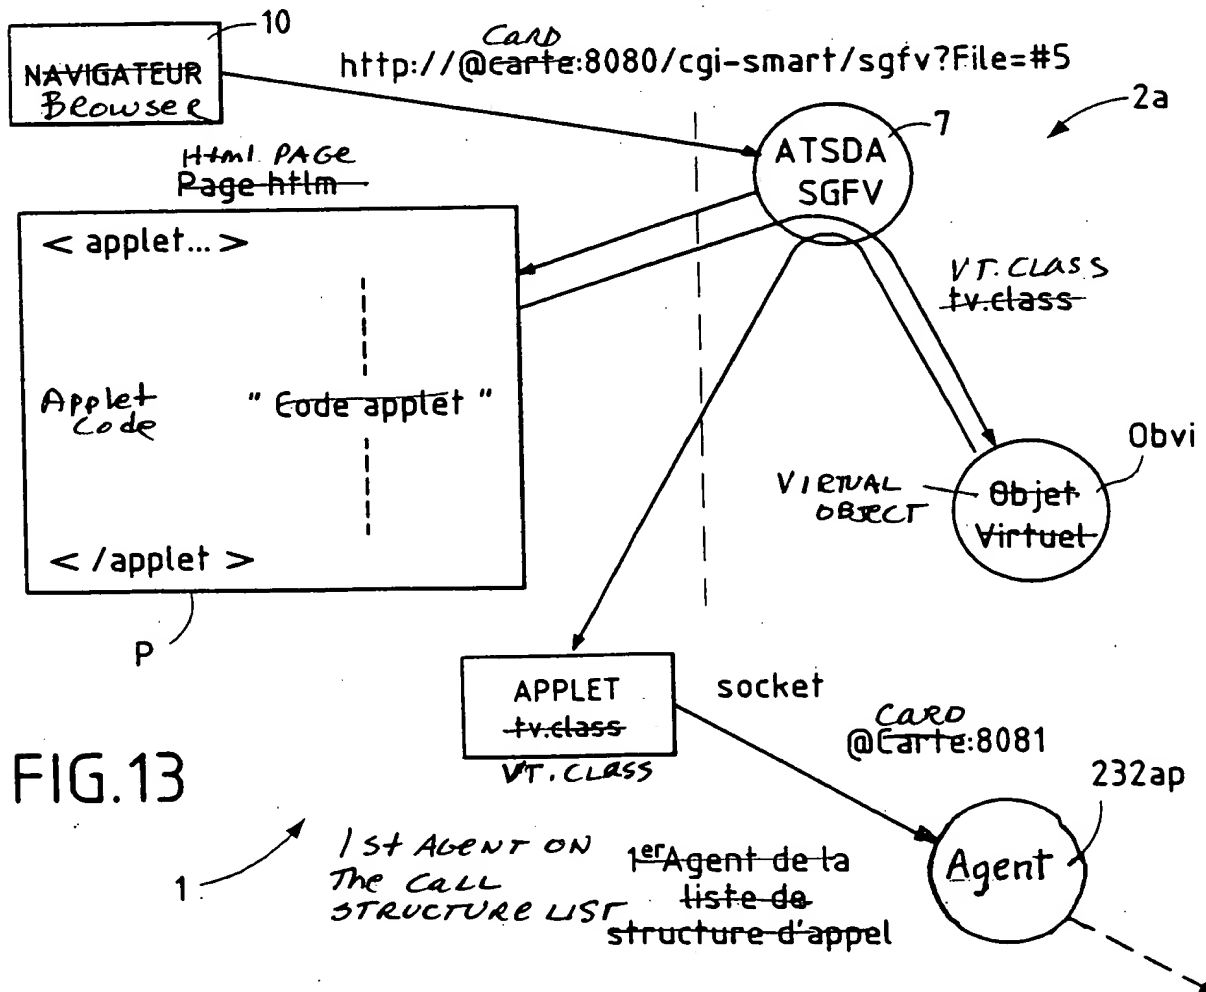 10
CARD
http://@carte:8080/cgi-smart/sgfv?File=#5
NAVIGATEUR
Browser
2a
7
ATSDA
SGFV
Html PAGE
Page htlm
< applet... >
VT.CLASS
tv.class
Applet
Code
" Code applet "
Obvi
VIRTUAL
OBJECT
Objet
Virtuel
< /applet >
P
APPLET
tv.class
VT.CLASS
socket
CARD
@Carte:8081
232ap
FIG.13
1
1st AGENT ON
The CALL
STRUCTURE LIST
1er Agent de la
liste de
structure d'appel
Agent